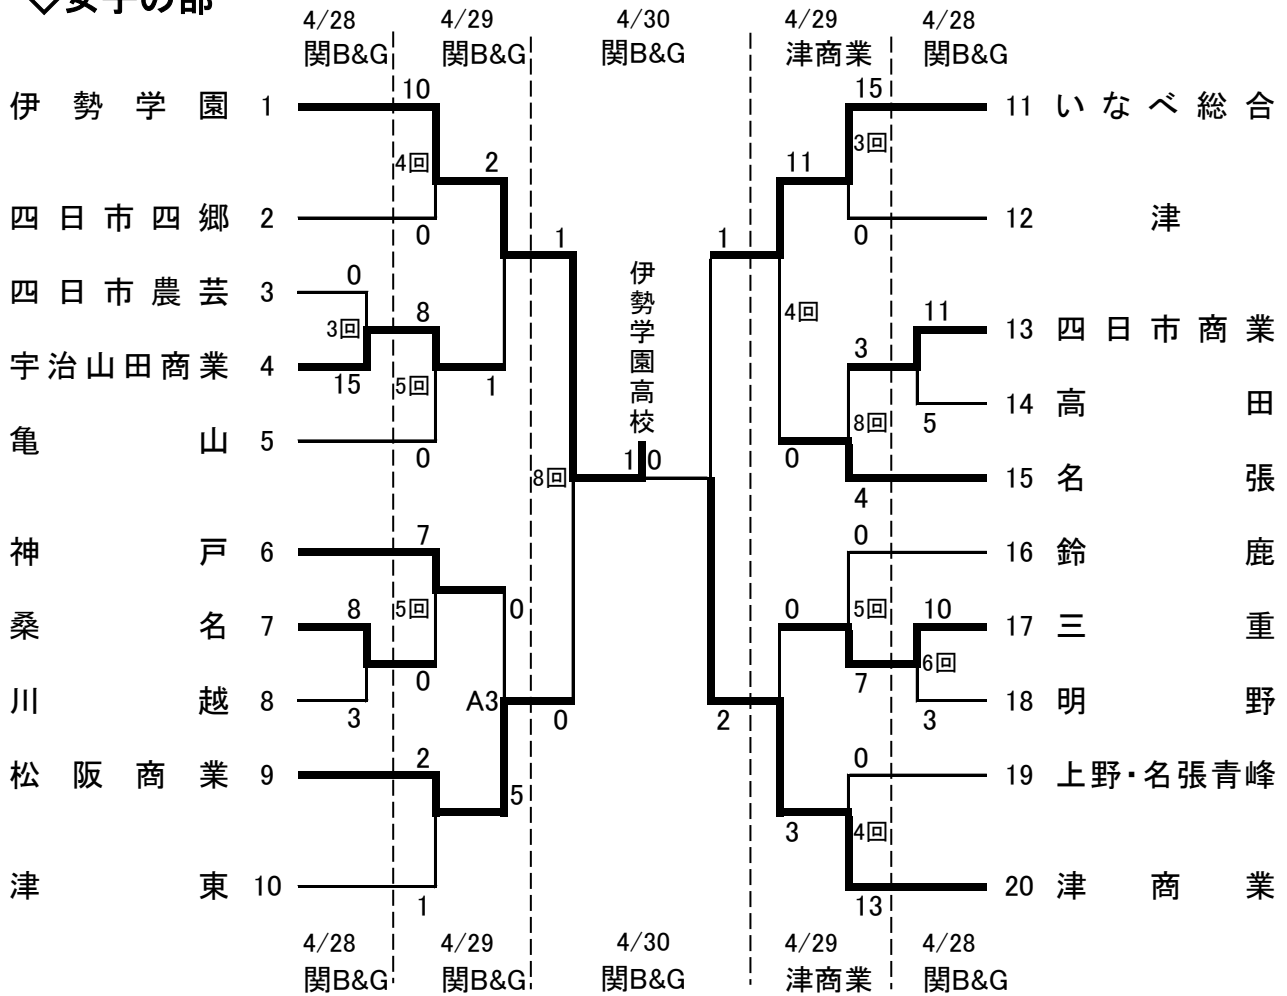 ◇女子の部
4/28 4/29 4/30 4/29 4/28
関B&G 関B&G 関B&G 津商業 関B&G
10 15
伊勢学園 1 11 いなべ総合
4回 2 11 3回
四日市四郷 2 12 津
0 1 1 0
0 伊勢学園高校
四日市農芸 3
3回 8 4回 11
3 13 四日市商業
宇治山田商業 4
15 5回 1
14 高田
8回 5
亀山 5
0 1 0 0
8回 15 名張
4
7 0
神戸 6 16 鈴鹿
8 5回 0 0 5回 10
桑名 7 17 三重
6回
0 7
川越 8 A3 18 明野
3 0 2 3
2 0
松阪商業 9 19 上野・名張青峰
5
3 4回
津東 10 20 津商業
1 13
4/28 4/29 4/30 4/29 4/28
関B&G 関B&G 関B&G 津商業 関B&G